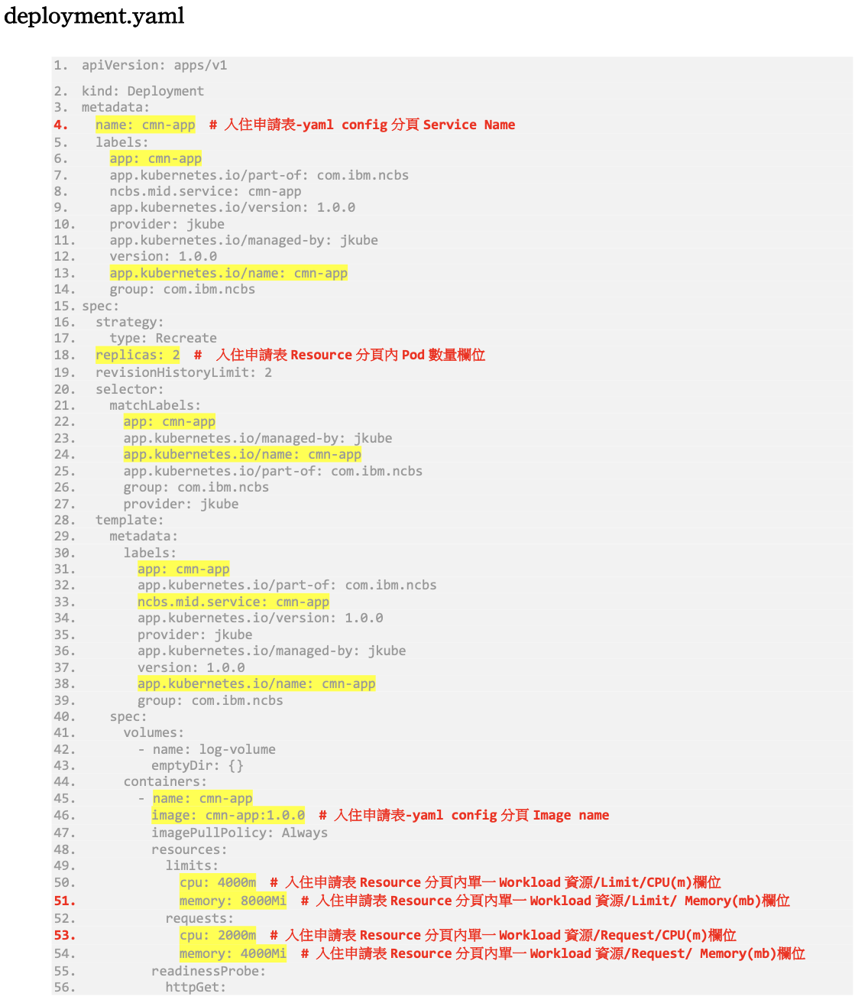 deployment.yaml
1. apiVersion: apps/v1
2. kind: Deployment
3. metadata:
4. name: cmn-app # 入住申請表-yaml config 分頁 Service Name
5. labels:
6. app: cmn-app
7. app.kubernetes.io/part-of: com.ibm.ncbs
8. ncbs.mid.service: cmn-app
9. app.kubernetes.io/version: 1.0.0
10. provider: jkube
11. app.kubernetes.io/managed-by: jkube
12. version: 1.0.0
13. app.kubernetes.io/name: cmn-app
14. group: com.ibm.ncbs
15. spec:
16. strategy:
17. type: Recreate
18. replicas: 2 # 入住申請表 Resource 分頁內 Pod 數量欄位
19. revisionHistoryLimit: 2
20. selector:
21. matchLabels:
22. app: cmn-app
23. app.kubernetes.io/managed-by: jkube
24. app.kubernetes.io/name: cmn-app
25. app.kubernetes.io/part-of: com.ibm.ncbs
26. group: com.ibm.ncbs
27. provider: jkube
28. template:
29. metadata:
30. labels:
31. app: cmn-app
32. app.kubernetes.io/part-of: com.ibm.ncbs
33. ncbs.mid.service: cmn-app
34. app.kubernetes.io/version: 1.0.0
35. provider: jkube
36. app.kubernetes.io/managed-by: jkube
37. version: 1.0.0
38. app.kubernetes.io/name: cmn-app
39. group: com.ibm.ncbs
40. spec:
41. volumes:
42. - name: log-volume
43. emptyDir: {}
44. containers:
45. - name: cmn-app
46. image: cmn-app:1.0.0 # 入住申請表-yaml config 分頁 Image name
47. imagePullPolicy: Always
48. resources:
49. limits:
50. cpu: 4000m # 入住申請表 Resource 分頁內單一 Workload 資源/Limit/CPU(m)欄位
51. memory: 8000Mi # 入住申請表 Resource 分頁內單一 Workload 資源/Limit/ Memory(mb)欄位
52. requests:
53. cpu: 2000m # 入住申請表 Resource 分頁內單一 Workload 資源/Request/CPU(m)欄位
54. memory: 4000Mi # 入住申請表 Resource 分頁內單一 Workload 資源/Request/ Memory(mb)欄位
55. readinessProbe:
56. httpGet: